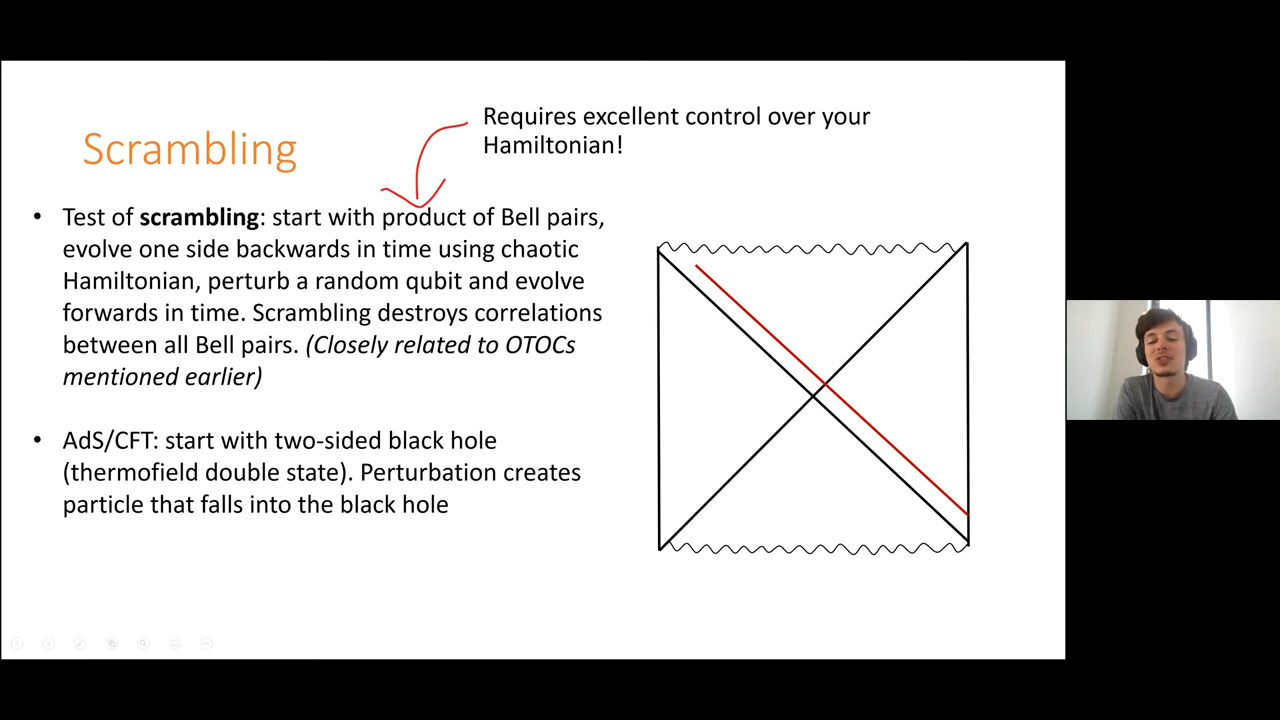 Requires excellent control over your
Hamiltonian!
Scrambling
• Test of scrambling: start with product of Bell pairs,
evolve one side backwards in time using chaotic
Hamiltonian, perturb a random qubit and evolve
forwards in time. Scrambling destroys correlations
between all Bell pairs. (Closely related to OTOCs
mentioned earlier)
• AdS/CFT: start with two-sided black hole
(thermofield double state). Perturbation creates
particle that falls into the black hole